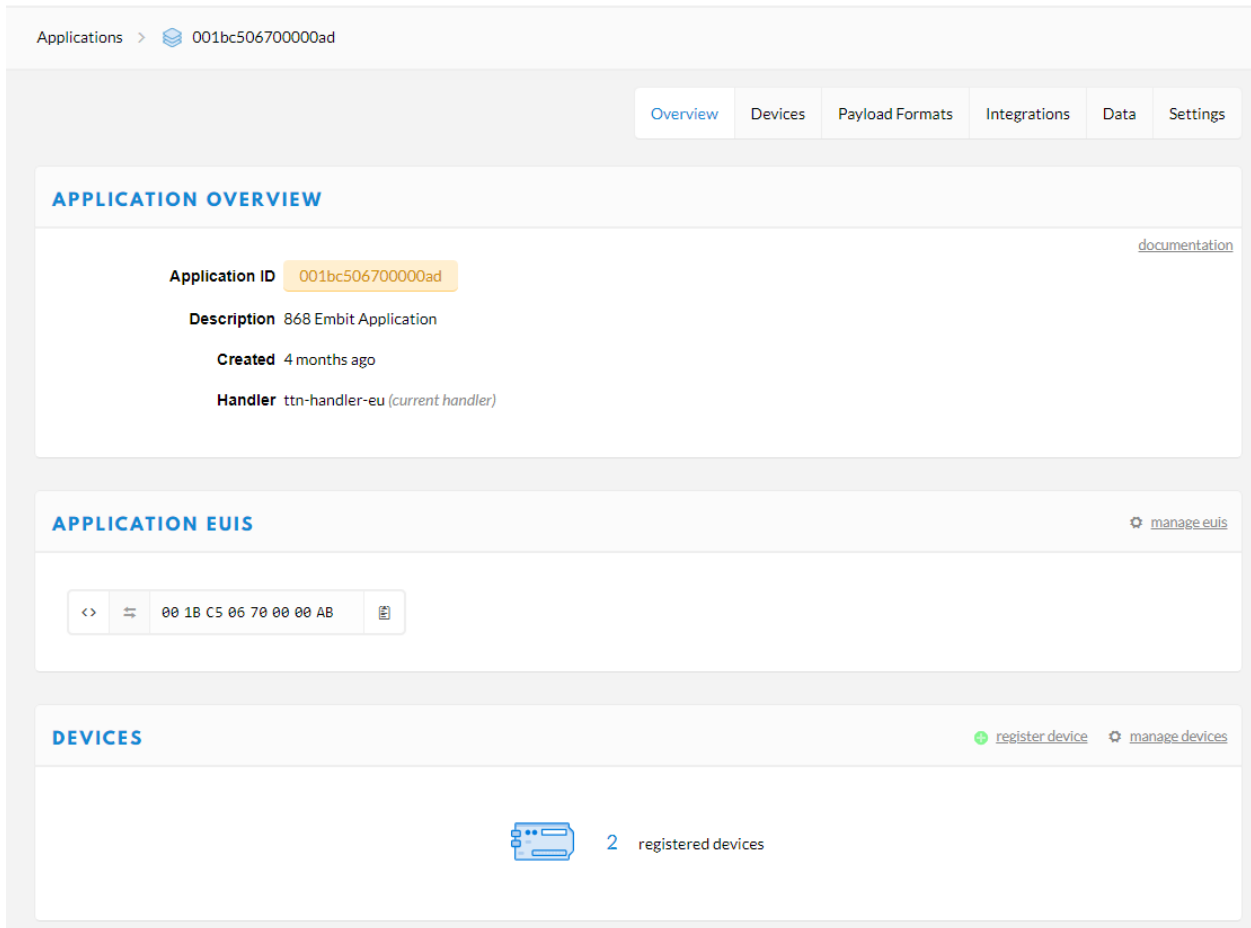 Applications > 001bc506700000ad
Overview Devices Payload Formats Integrations Data Settings
APPLICATION OVERVIEW
documentation
Application ID 001bc506700000ad
Description 868 Embit Application
Created 4 months ago
Handler ttn-handler-eu (current handler)
APPLICATION EUIS
manage euis
<> 00 1B C5 06 70 00 00 AB
DEVICES
register device manage devices
2 registered devices